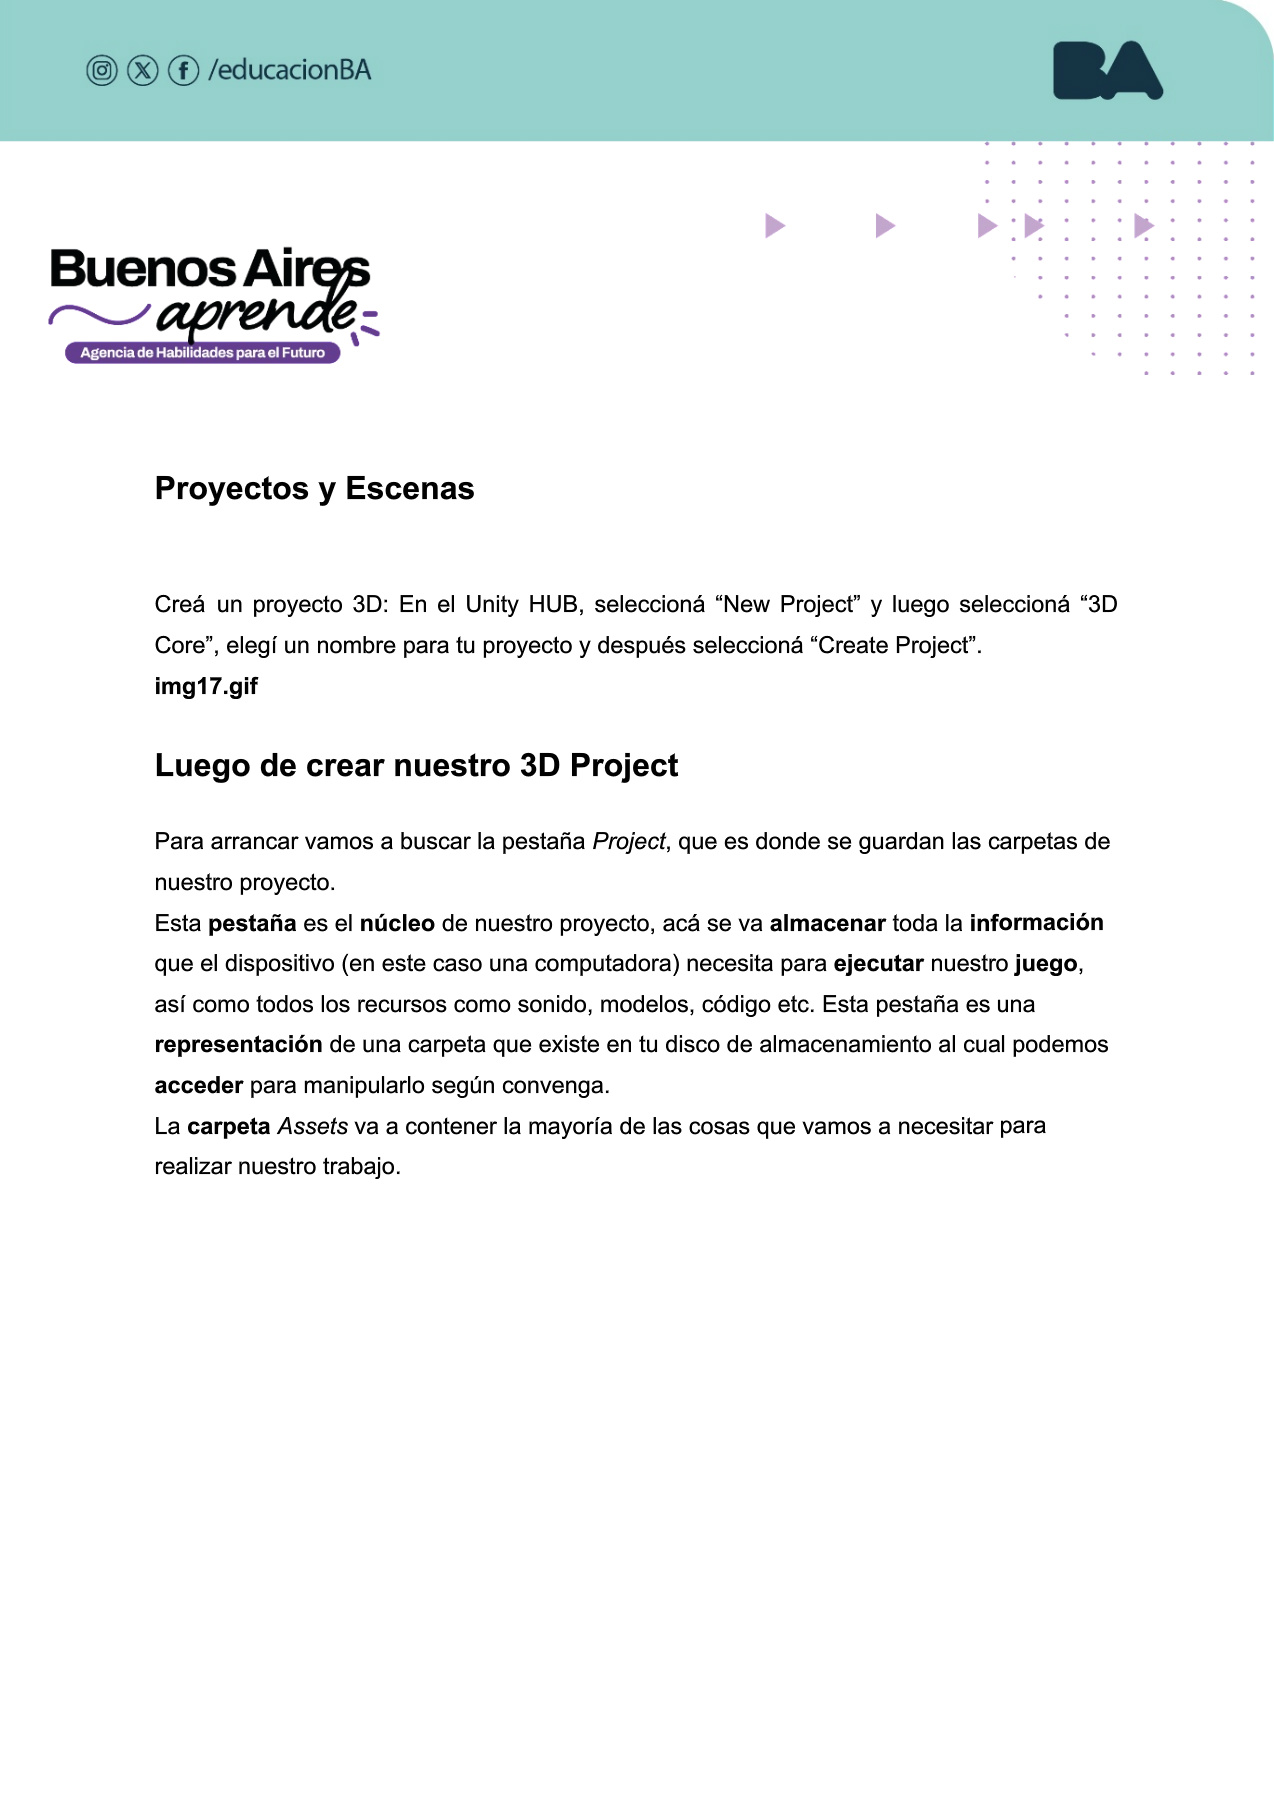 /educacionBA
BA
Buenos Aires
aprende
Agencia de Habilidades para el Futuro
Proyectos y Escenas
Creá un proyecto 3D: En el Unity HUB, seleccioná “New Project” y luego seleccioná “3D
Core”, elegí un nombre para tu proyecto y después seleccioná “Create Project”.
img17.gif
Luego de crear nuestro 3D Project
Para arrancar vamos a buscar la pestaña Project, que es donde se guardan las carpetas de
nuestro proyecto.
Esta pestaña es el núcleo de nuestro proyecto, acá se va almacenar toda la información
que el dispositivo (en este caso una computadora) necesita para ejecutar nuestro juego,
así como todos los recursos como sonido, modelos, código etc. Esta pestaña es una
representación de una carpeta que existe en tu disco de almacenamiento al cual podemos
acceder para manipularlo según convenga.
La carpeta Assets va a contener la mayoría de las cosas que vamos a necesitar para
realizar nuestro trabajo.